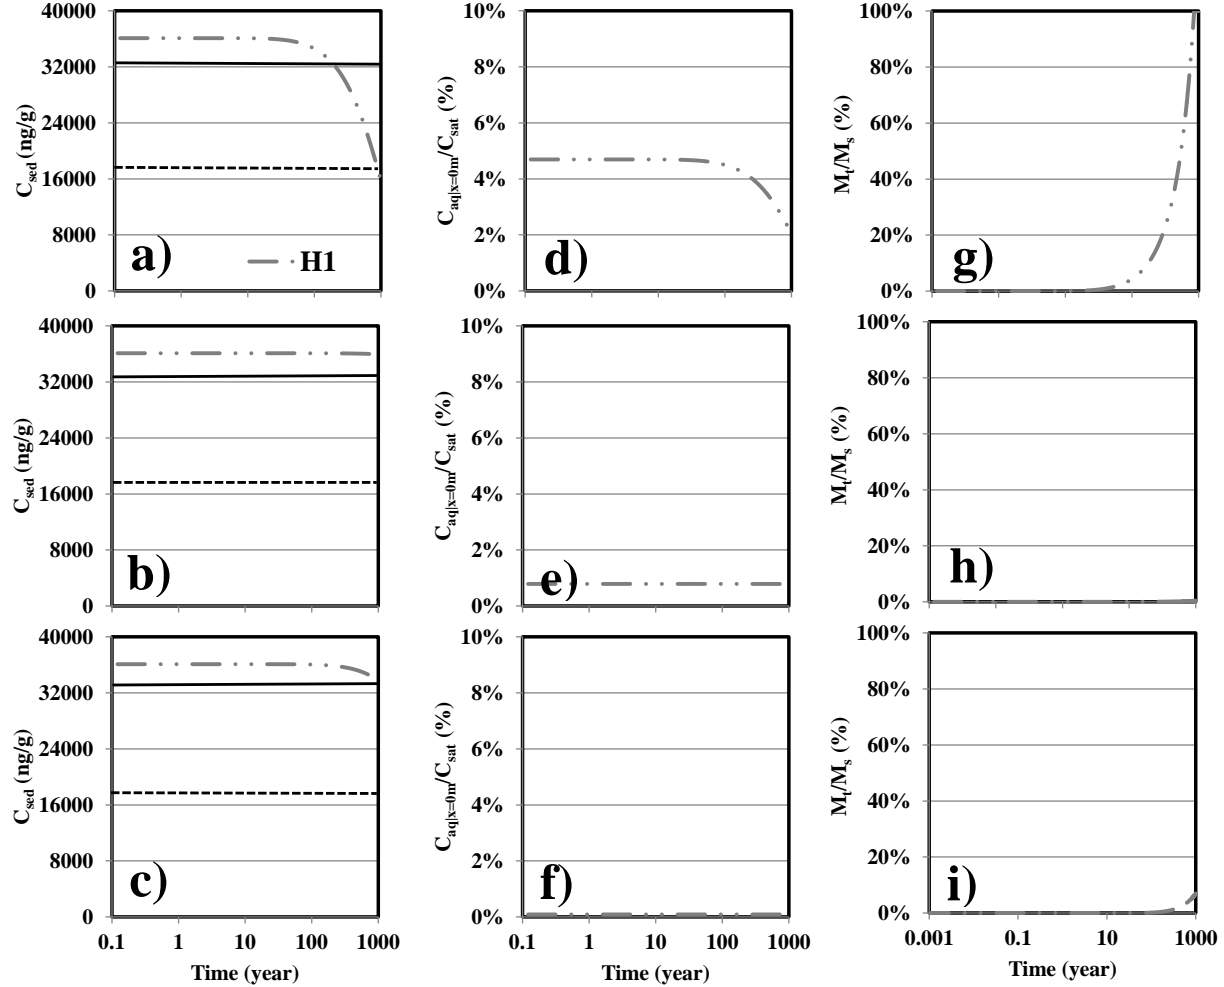 40000
32000
24000
16000
8000
0
C_sed (ng/g)
a)
H1
10%
8%
6%
4%
2%
0%
C_aq|x=0m/C_sat (%)
d)
100%
80%
60%
40%
20%
0%
M_t/M_s (%)
g)
40000
32000
24000
16000
8000
0
C_sed (ng/g)
b)
10%
8%
6%
4%
2%
0%
C_aq|x=0m/C_sat (%)
e)
100%
80%
60%
40%
20%
0%
M_t/M_s (%)
h)
40000
32000
24000
16000
8000
0
C_sed (ng/g)
c)
0.1 1 10 100 1000
Time (year)
10%
8%
6%
4%
2%
0%
C_aq|x=0m/C_sat (%)
f)
0.1 1 10 100 1000
Time (year)
100%
80%
60%
40%
20%
0%
M_t/M_s (%)
i)
0.001 0.1 10 1000
Time (year)